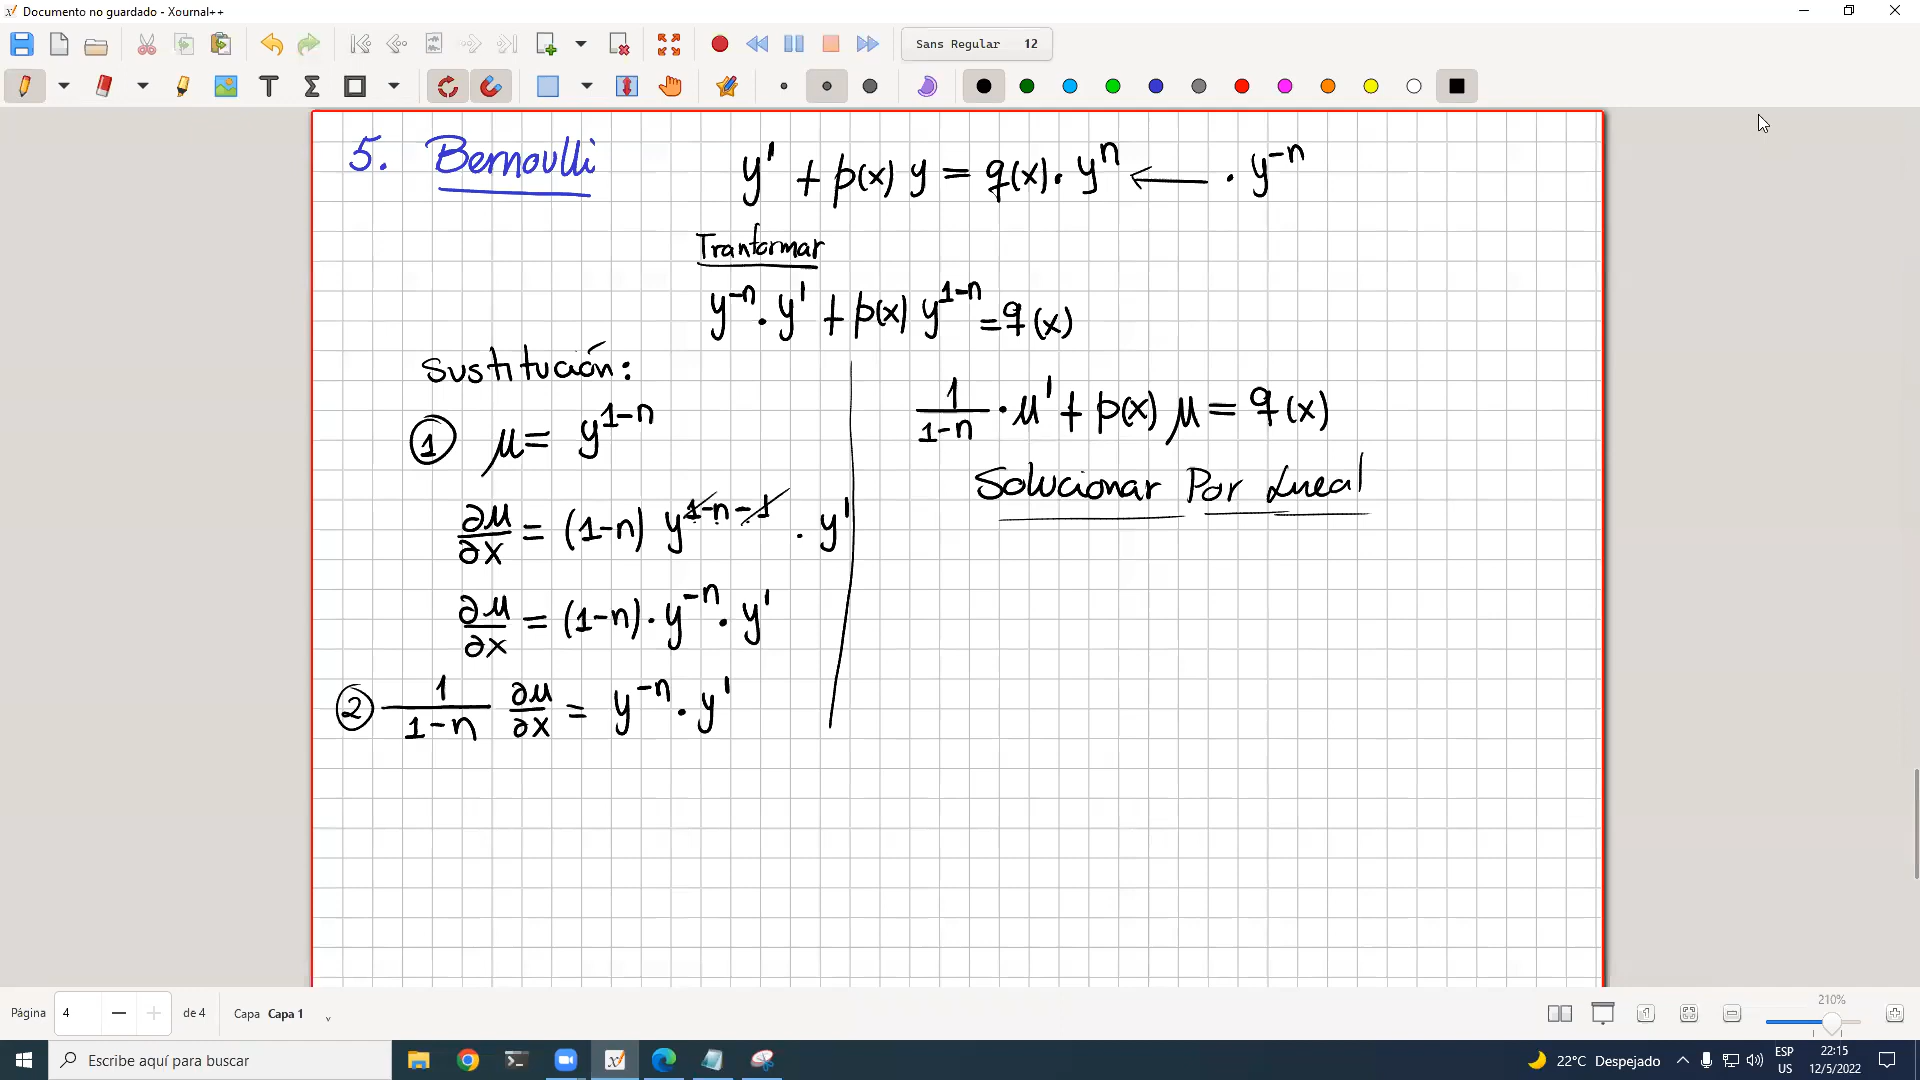 Documento no guardado - Xournal++
Sans Regular 12
5. Bernoulli
y' + p(x) y = q(x)· y^n ← · y^-n
Tranformar
y^-n · y' + p(x) y^1-n = q(x)
Sustitución:
① μ = y^1-n
∂μ/∂x = (1-n) y^1-n-1 · y'
∂μ/∂x = (1-n) · y^-n · y'
② 1/1-n ∂μ/∂x = y^-n · y'
1/1-n · μ' + p(x) μ = q(x)
Solucionar Por Lineal
Página 4 de 4 Capa Capa 1
210%
Escribe aquí para buscar
22°C Despejado
ESP
US
22:15
12/5/2022